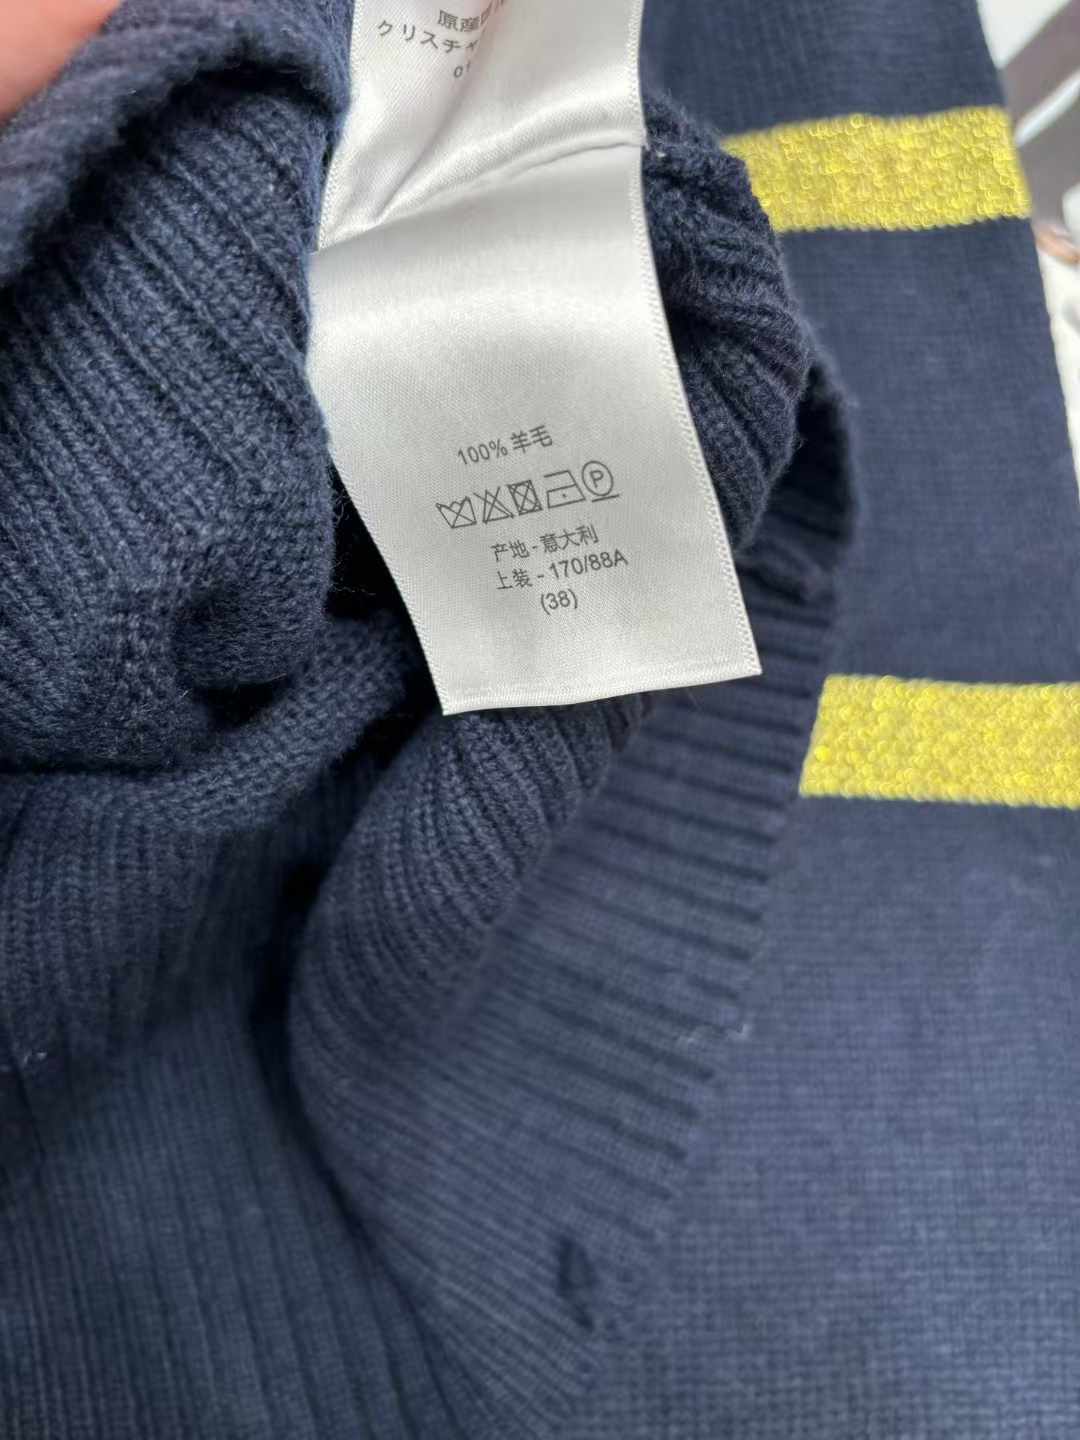 原産
クリスチャ
100% 羊毛
P
产地 - 意大利
上装 - 170/88A
(38)